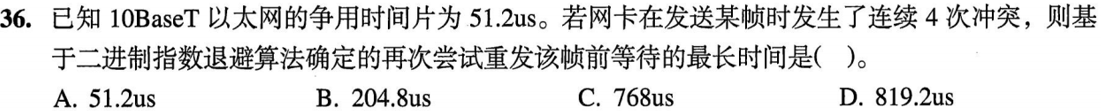 36. 已知 10BaseT 以太网的争用时间片为 51.2us。若网卡在发送某帧时发生了连续 4 次冲突，则基
于二进制指数退避算法确定的再次尝试重发该帧前等待的最长时间是( )。
A. 51.2us B. 204.8us C. 768us D. 819.2us